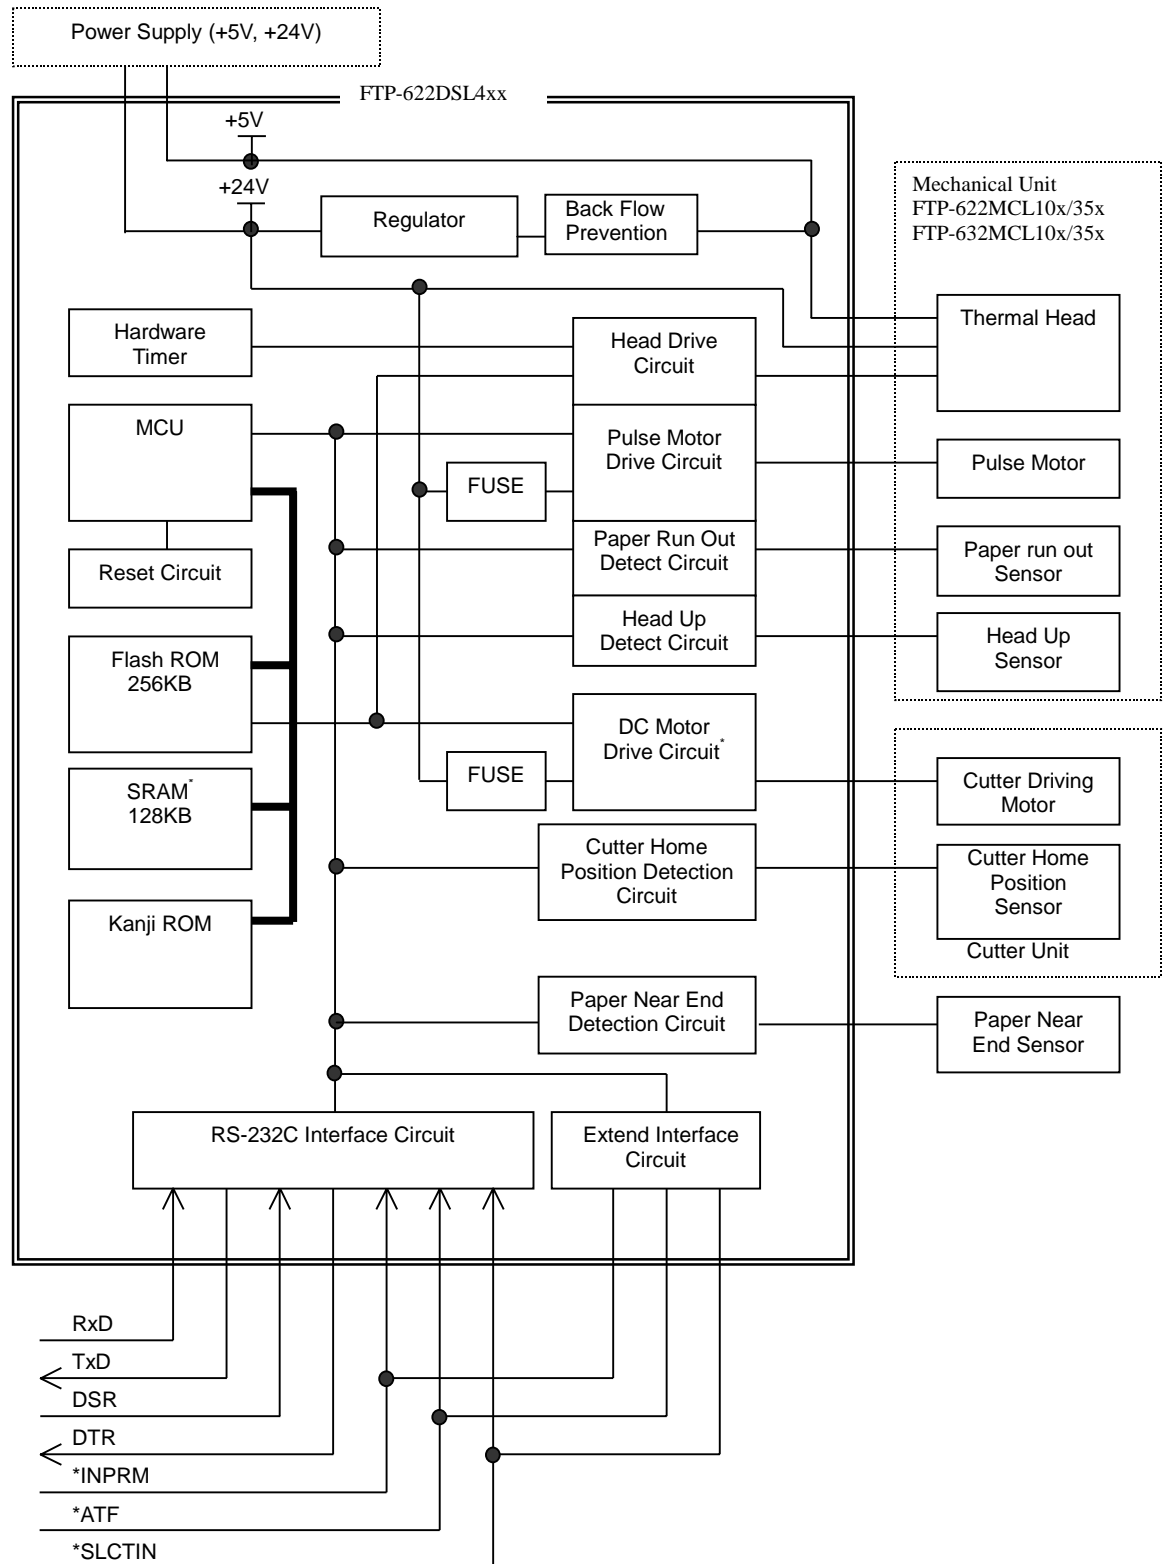 Power Supply (+5V, +24V)
FTP-622DSL4xx
+5V
+24V
Regulator
Back Flow
Prevention
Mechanical Unit
FTP-622MCL10x/35x
FTP-632MCL10x/35x
Hardware
Timer
Head Drive
Circuit
Thermal Head
MCU
Pulse Motor
Drive Circuit
Pulse Motor
FUSE
Reset Circuit
Paper Run Out
Detect Circuit
Paper run out
Sensor
Head Up
Detect Circuit
Head Up
Sensor
Flash ROM
256KB
DC Motor
Drive Circuit*
FUSE
SRAM*
128KB
Cutter Driving
Motor
Cutter Home
Position Detection
Circuit
Cutter Home
Position
Sensor
Cutter Unit
Kanji ROM
Paper Near End
Detection Circuit
Paper Near
End Sensor
RS-232C Interface Circuit
Extend Interface
Circuit
RxD
TxD
DSR
DTR
*INPRM
*ATF
*SLCTIN